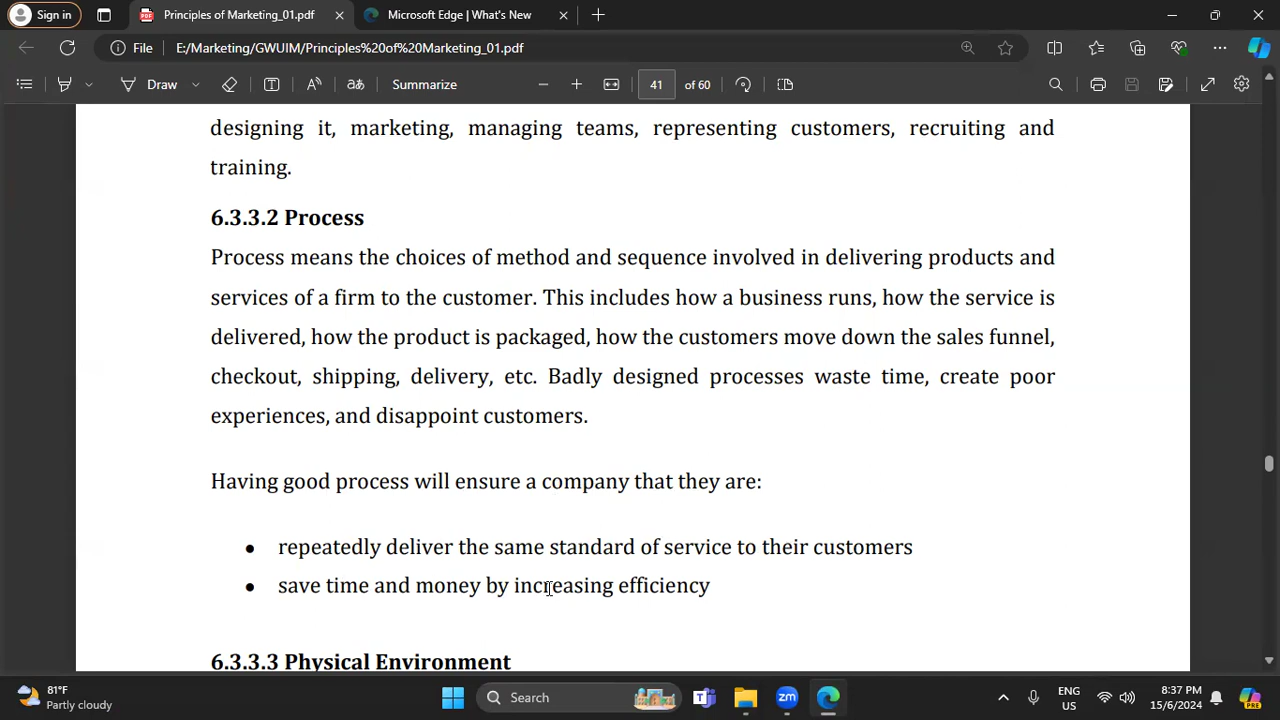 Sign in
Principles of Marketing_01.pdf
Microsoft Edge | What's New
File
E:/Marketing/GWUIM/Principles%20of%20Marketing_01.pdf
Draw
aあ
Summarize
41 of 60
designing it, marketing, managing teams, representing customers, recruiting and
training.
6.3.3.2 Process
Process means the choices of method and sequence involved in delivering products and
services of a firm to the customer. This includes how a business runs, how the service is
delivered, how the product is packaged, how the customers move down the sales funnel,
checkout, shipping, delivery, etc. Badly designed processes waste time, create poor
experiences, and disappoint customers.
Having good process will ensure a company that they are:
• repeatedly deliver the same standard of service to their customers
• save time and money by increasing efficiency
6.3.3.3 Physical Environment
81°F
Partly cloudy
Search
zm
ENG
US
8:37 PM
15/6/2024
PRE